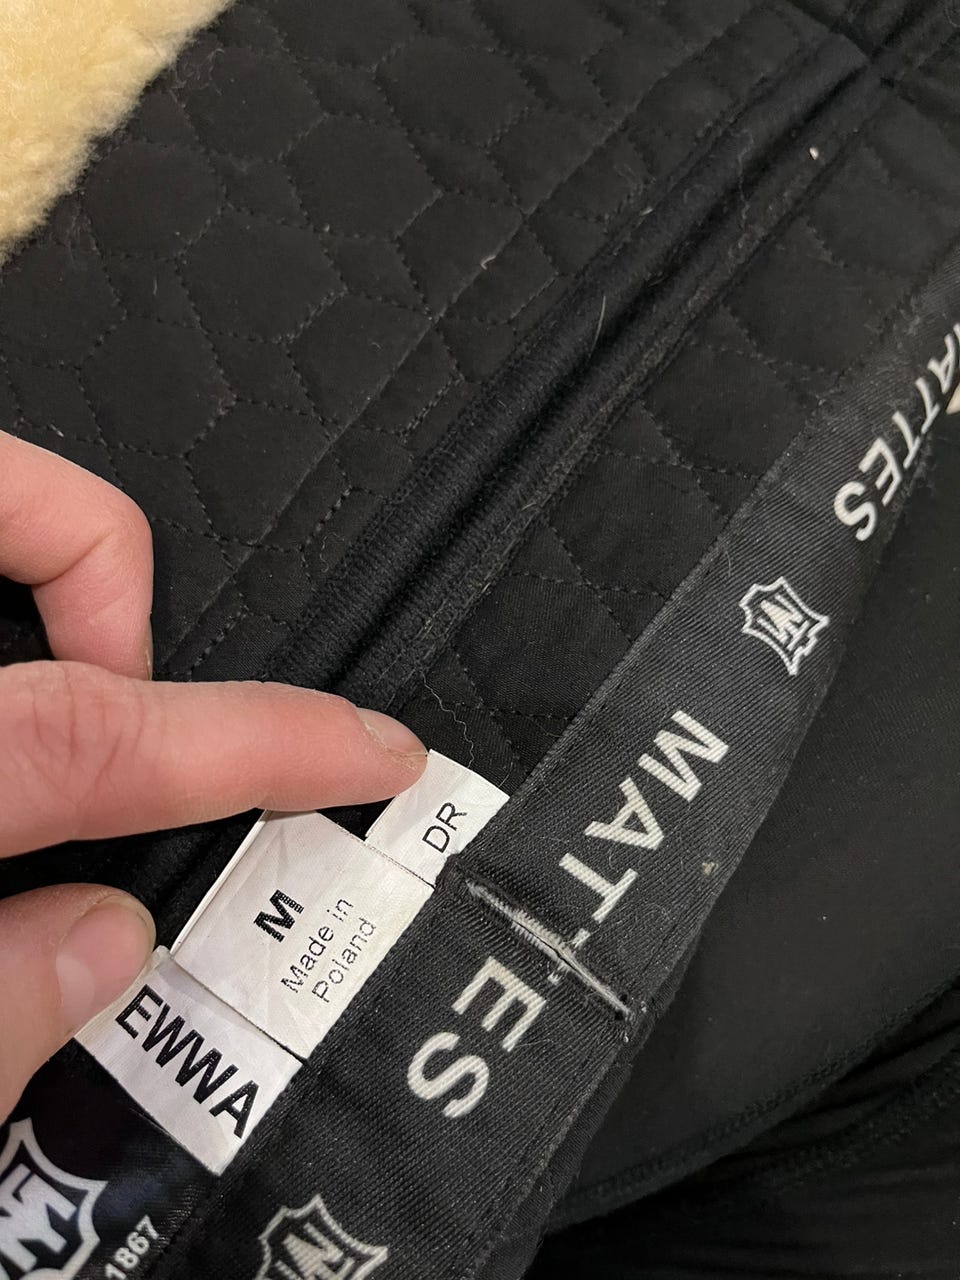 MATTES
MATTES
DR
M
Made in
Poland
EWWA
1867